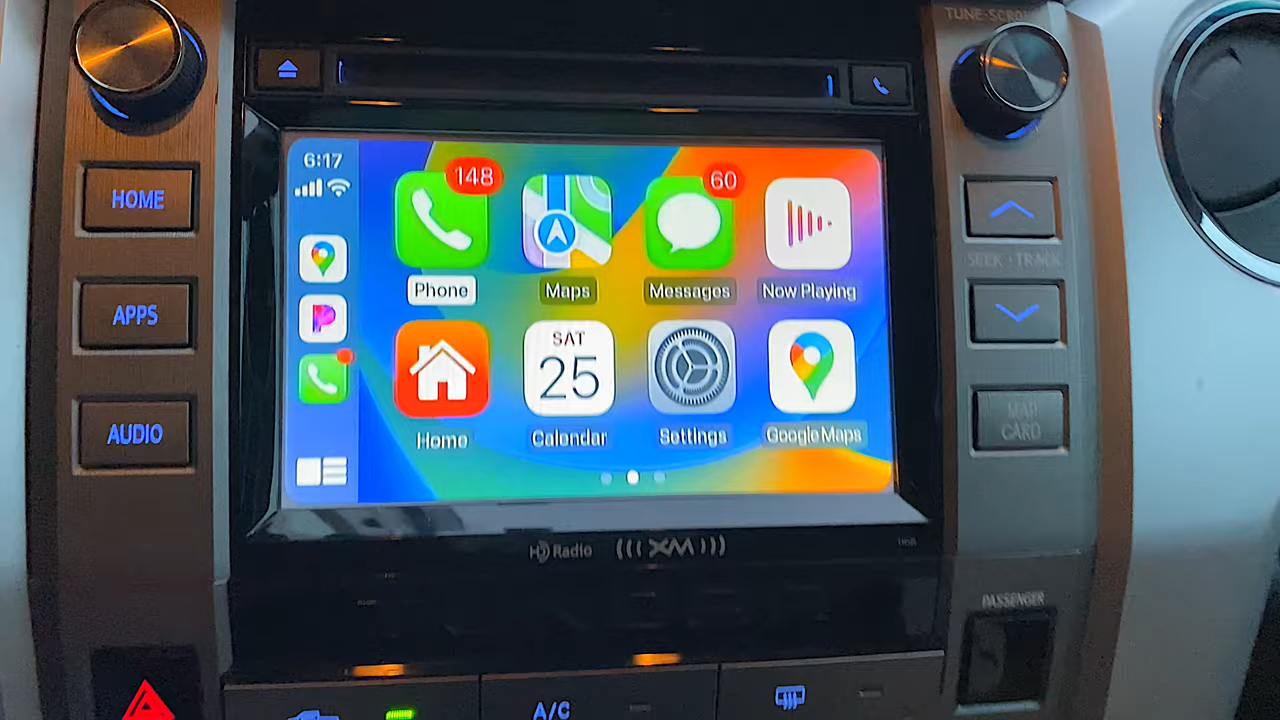 TUNE·SCROLL
HOME
APPS
AUDIO
6:17
148
60
Phone
Maps
Messages
Now Playing
SAT
25
Home
Calendar
Settings
Google Maps
SEEK · TRACK
MAP
CARD
HD Radio
((( XM )))
PASSENGER
A/C